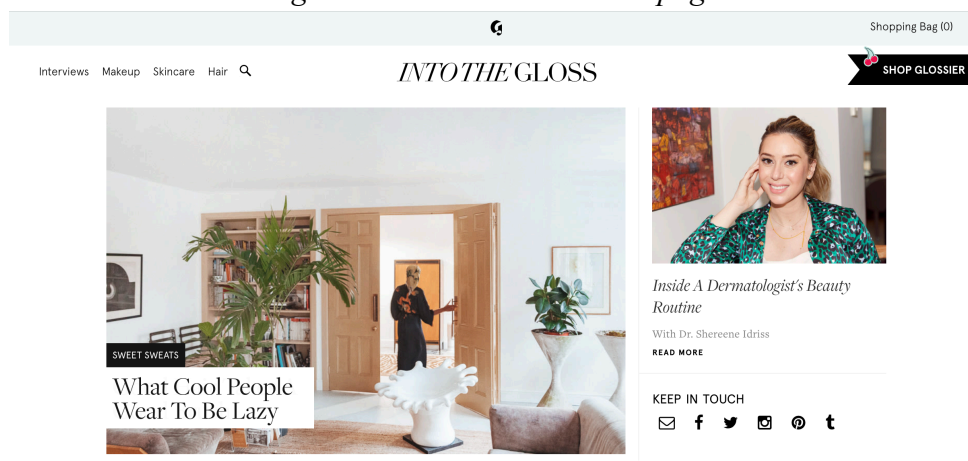 Shopping Bag (0)
Interviews Makeup Skincare Hair
INTO THE GLOSS
SHOP GLOSSIER
SWEET SWEATS
What Cool People
Wear To Be Lazy
Inside A Dermatologist's Beauty
Routine
With Dr. Shereene Idriss
READ MORE
KEEP IN TOUCH